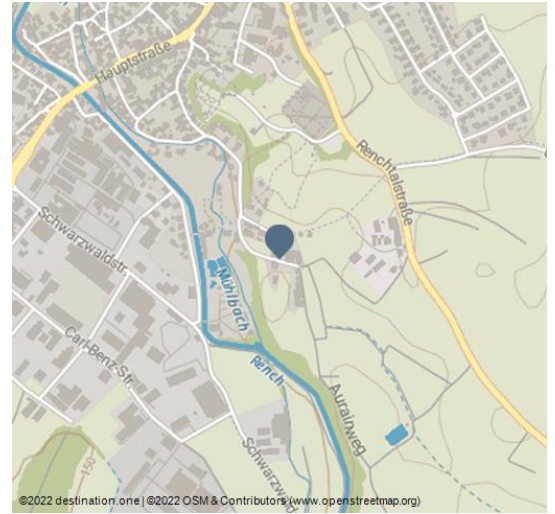 Hauptstraße
Renchtalstraße
Schwarzwaldstr.
Mühlbach
Carl-Benz-Str.
Rench
Aurainweg
Schwarzwald
150
©2022 destination.one | ©2022 OSM & Contributors (www.openstreetmap.org)